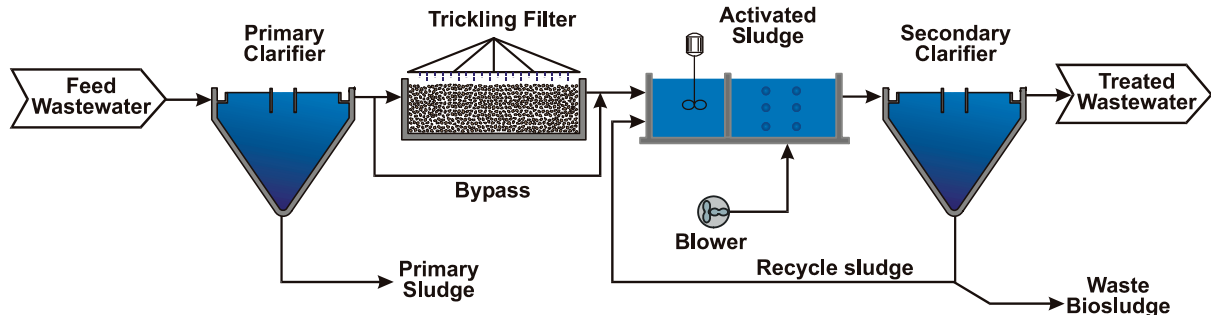 Feed
Wastewater
Primary
Clarifier
Trickling Filter
Bypass
Activated
Sludge
Secondary
Clarifier
Treated
Wastewater
Blower
Recycle sludge
Primary
Sludge
Waste
Biosludge